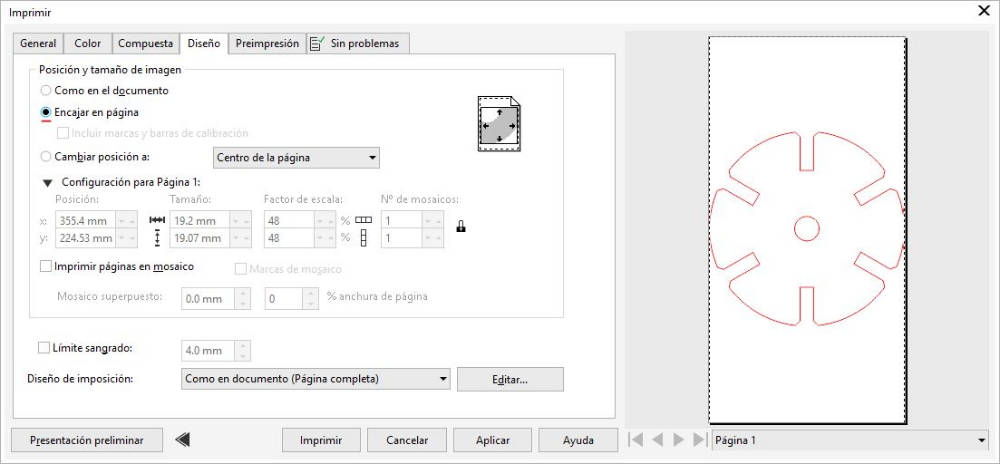 Imprimir
General Color Compuesta Diseño Preimpresión Sin problemas
Posición y tamaño de imagen
Como en el documento
Encajar en página
Incluir marcas y barras de calibración
Cambiar posición a: Centro de la página
Configuración para Página 1:
Posición: Tamaño: Factor de escala: Nº de mosaicos:
x: 355.4 mm 19.2 mm 48 % 1
y: 224.53 mm 19.07 mm 48 % 1
Imprimir páginas en mosaico Marcas de mosaico
Mosaico superpuesto: 0.0 mm 0 % anchura de página
Límite sangrado: 4.0 mm
Diseño de imposición: Como en documento (Página completa) Editar...
Presentación preliminar Imprimir Cancelar Aplicar Ayuda Página 1